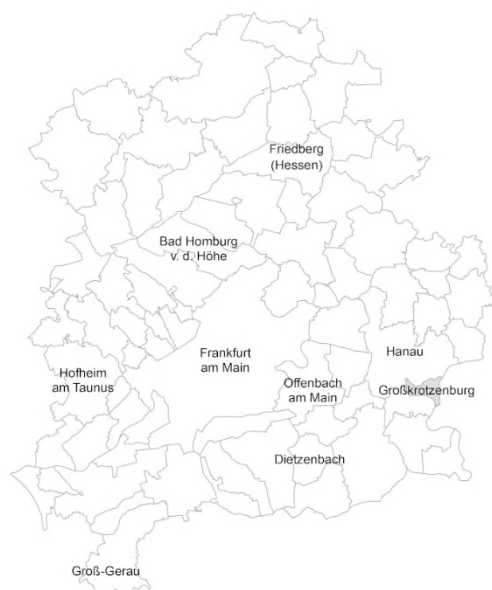 Friedberg
(Hessen)
Bad Homburg
v. d. Höhe
Frankfurt
am Main
Hanau
Hofheim
am Taunus
Offenbach
am Main
Großkrotzenburg
Dietzenbach
Groß-Gerau